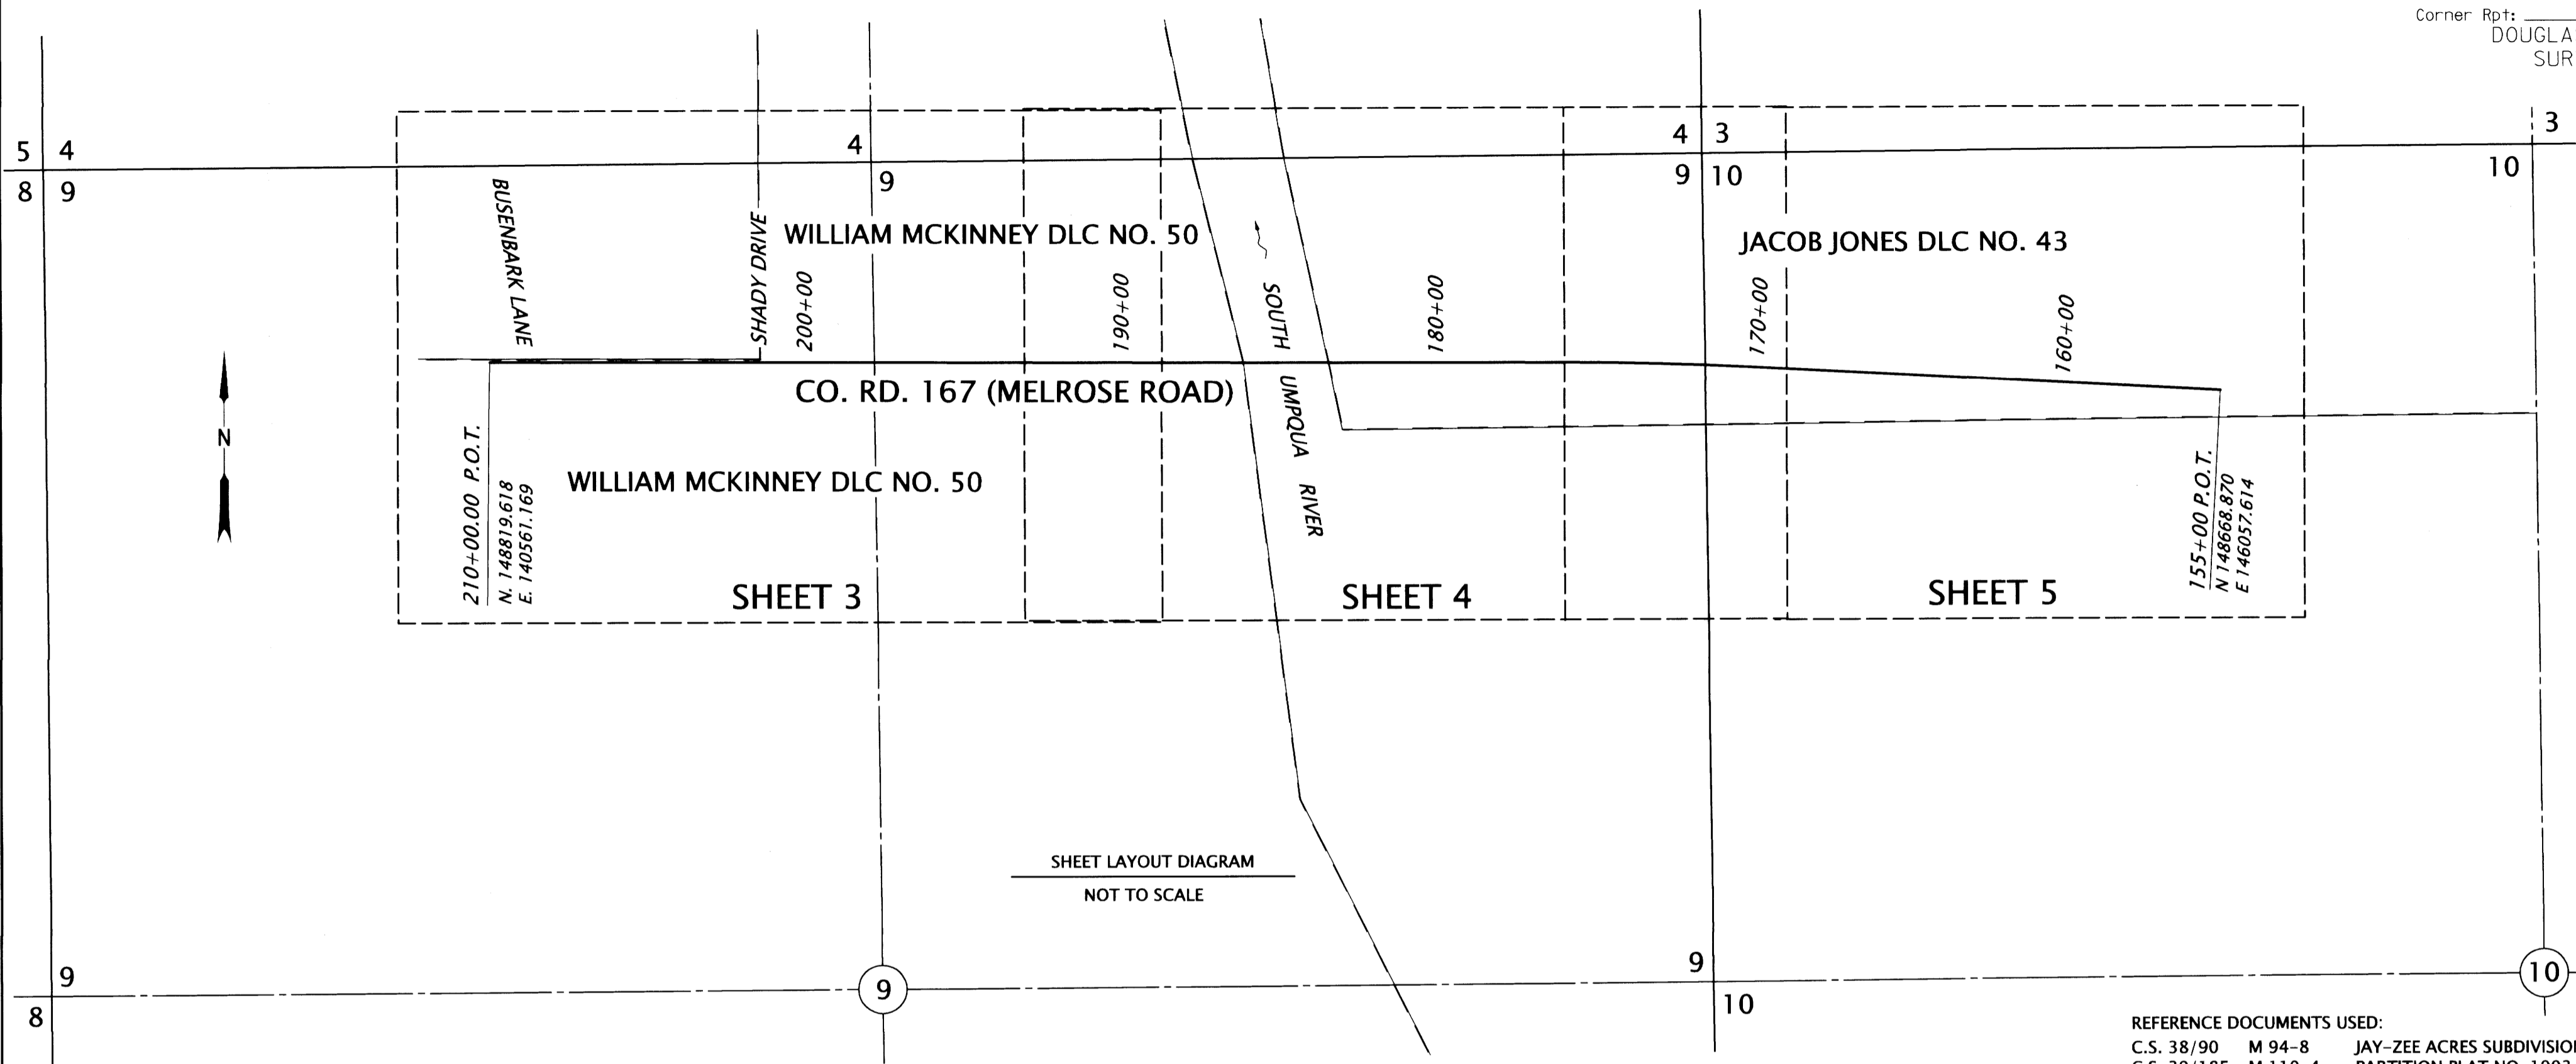 Corner Rpt:
DOUGLA
SUR
5 4
4
4 3
3
8 9
9
9 10
10
BUSENBARK LANE
SHADY DRIVE
WILLIAM MCKINNEY DLC NO. 50
JACOB JONES DLC NO. 43
200+00
190+00
180+00
170+00
160+00
SOUTH UMPQUA RIVER
N
CO. RD. 167 (MELROSE ROAD)
WILLIAM MCKINNEY DLC NO. 50
210+00.00 P.O.T.
N. 148819.618
E. 140561.169
155+00 P.O.T.
N 148668.870
E 146057.614
SHEET 3
SHEET 4
SHEET 5
SHEET LAYOUT DIAGRAM
NOT TO SCALE
9
8
9
9
10
10
REFERENCE DOCUMENTS USED:
C.S. 38/90 M 94-8 JAY-ZEE ACRES SUBDIVISION